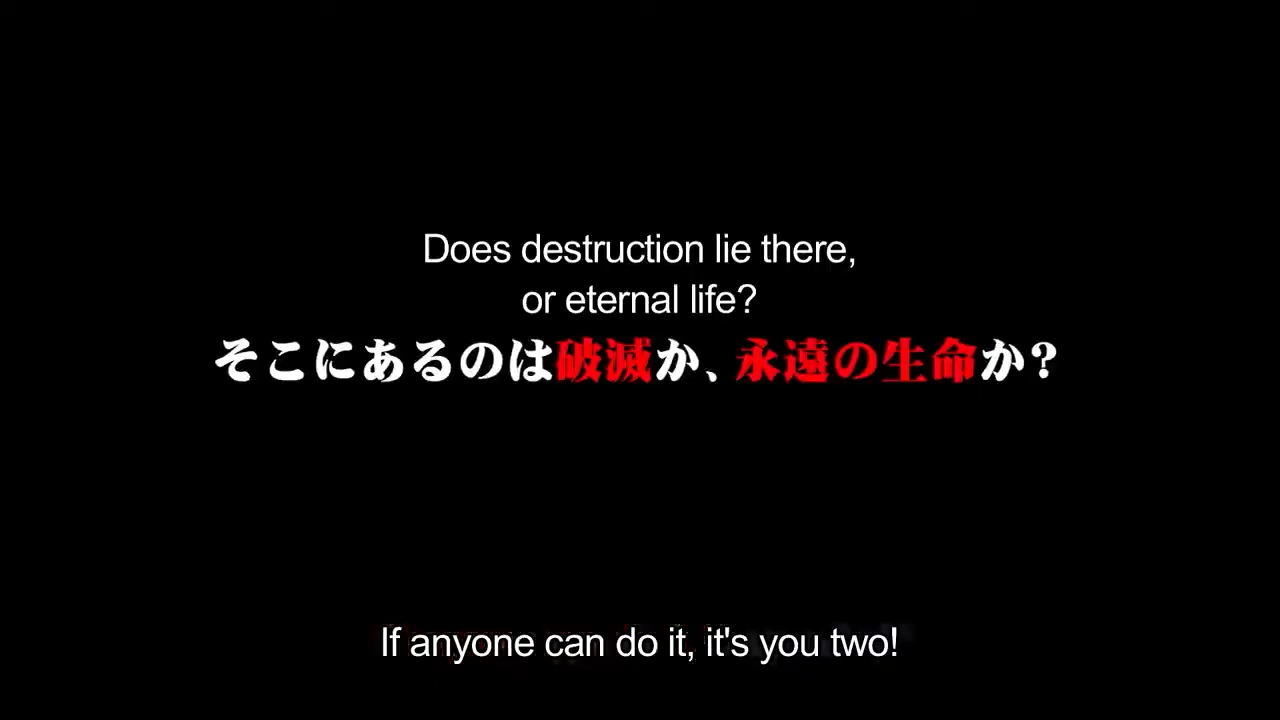 Does destruction lie there,
or eternal life?
そこにあるのは破滅か、永遠の生命か?
If anyone can do it, it's you two!